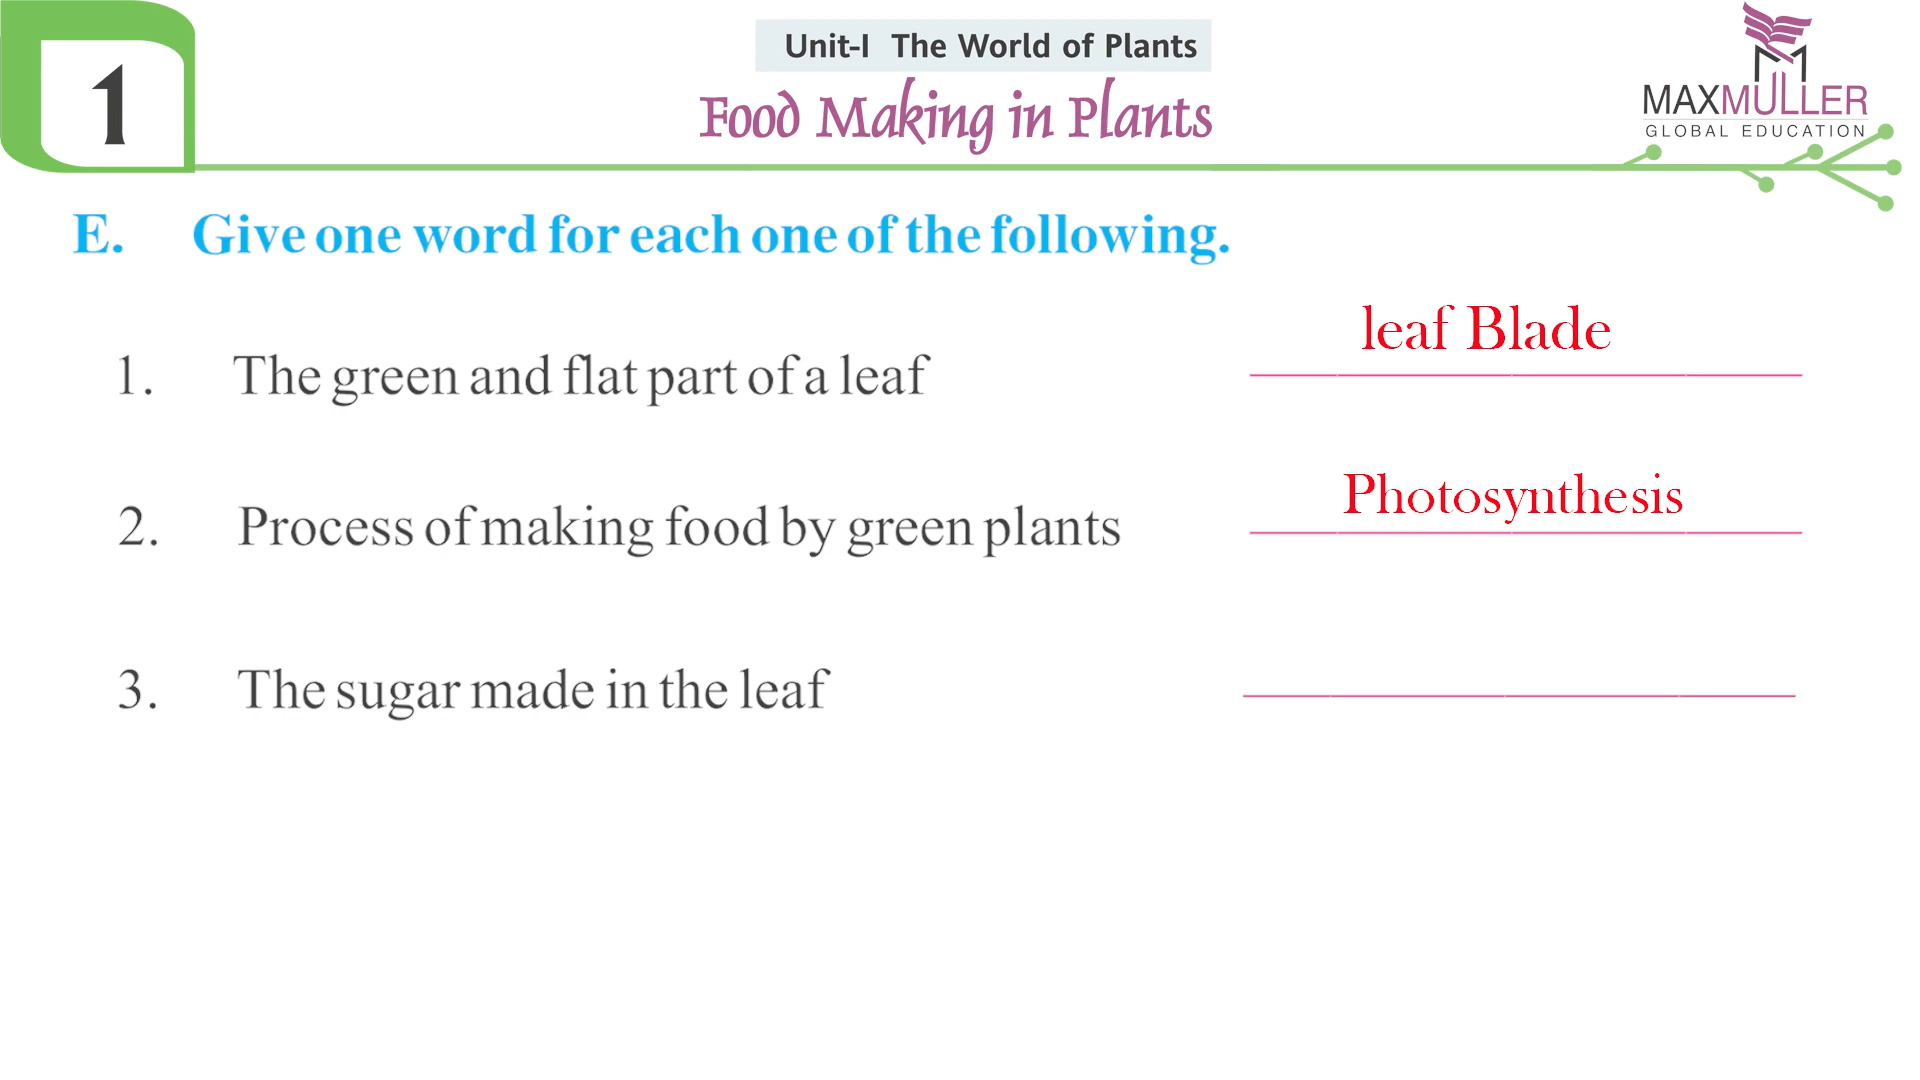 1
Unit-I The World of Plants
Food Making in Plants
MAXMULLER
GLOBAL EDUCATION
E. Give one word for each one of the following.
1. The green and flat part of a leaf leaf Blade
2. Process of making food by green plants Photosynthesis
3. The sugar made in the leaf